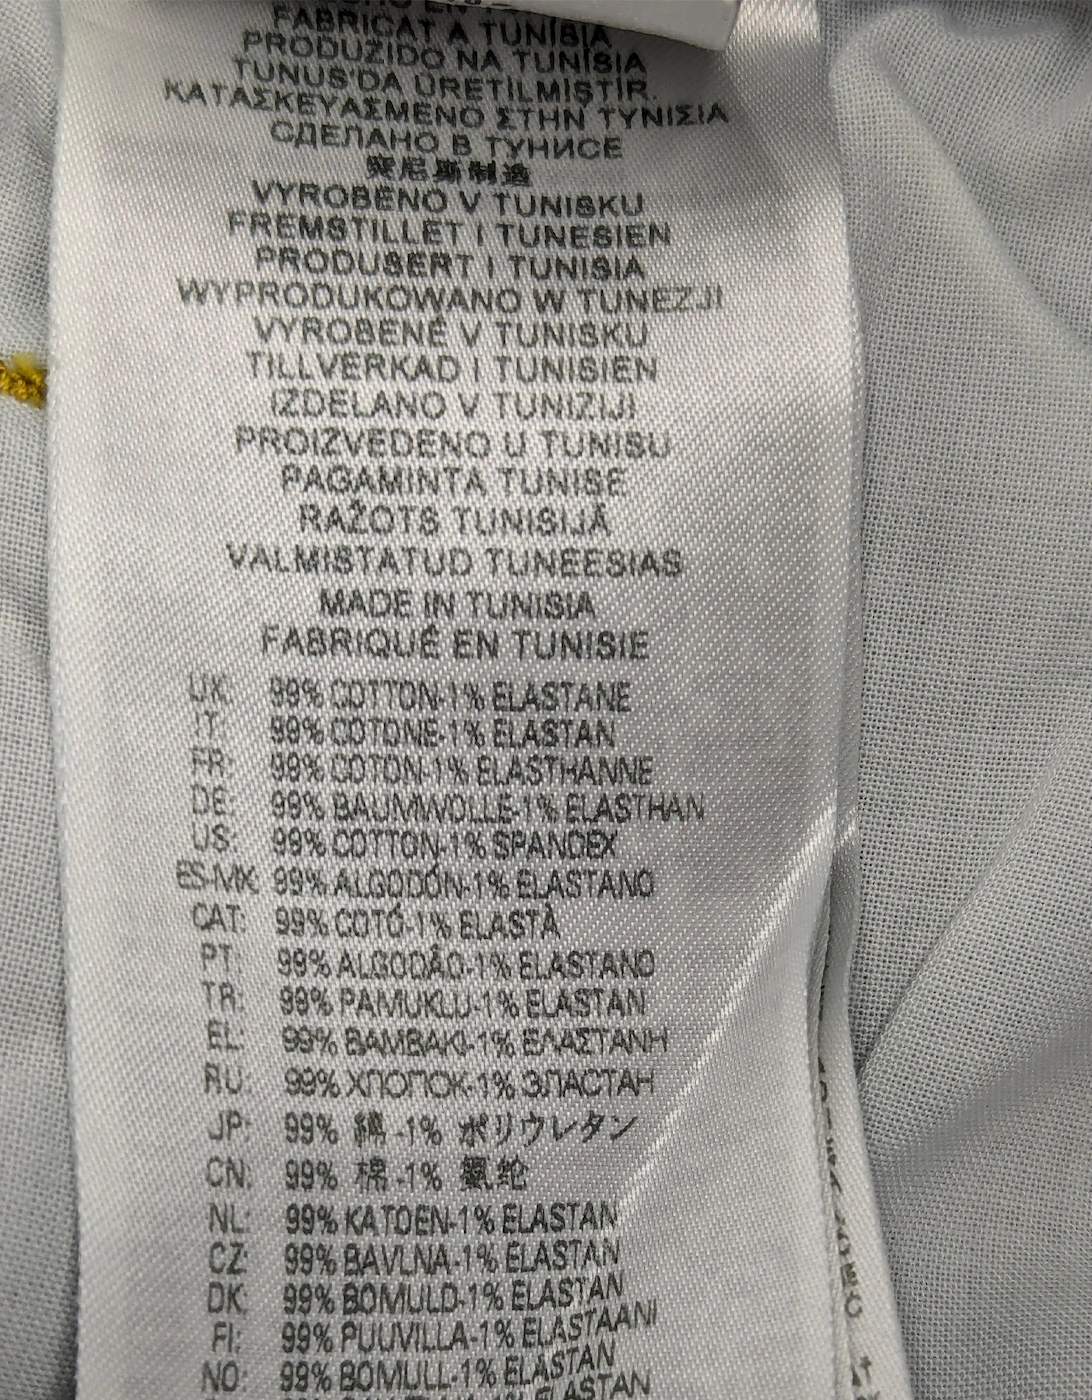 FABRICAT A TUNÍSIA
PRODUZIDO NA TUNÍSIA
TUNUS'DA ÜRETILMIŞTIR.
ΚΑΤΑΣΚΕΥΑΣΜΕΝΟ ΣΤΗΝ ΤΥΝΙΣΙΑ
СДЕЛАНО В ТУНИСЕ
突尼斯制造
VYROBENO V TUNISKU
FREMSTILLET I TUNESIEN
PRODUSERT I TUNISIA
WYPRODUKOWANO W TUNEZJI
VYROBENÉ V TUNISKU
TILLVERKAD I TUNISIEN
IZDELANO V TUNIZIJI
PROIZVEDENO U TUNISU
PAGAMINTA TUNISE
RAŽOTS TUNISIJĀ
VALMISTATUD TUNEESIAS
MADE IN TUNISIA
FABRIQUÉ EN TUNISIE
UK: 99% COTTON-1% ELASTANE
IT: 99% COTONE-1% ELASTAN
FR: 99% COTON-1% ELASTHANNE
DE: 99% BAUMWOLLE-1% ELASTHAN
US: 99% COTTON-1% SPANDEX
ES-MX: 99% ALGODÓN-1% ELASTANO
CAT: 99% COTÓ-1% ELASTÀ
PT: 99% ALGODÃO-1% ELASTANO
TR: 99% PAMUKLU-1% ELASTAN
EL: 99% ΒΑΜΒΑΚΙ-1% ΕΛΑΣΤΑΝΗ
RU: 99% ХЛОПОК-1% ЭЛАСТАН
JP: 99% 綿 -1% ポリウレタン
CN: 99% 棉 -1% 氨纶
NL: 99% KATOEN-1% ELASTAN
CZ: 99% BAVLNA-1% ELASTAN
DK: 99% BOMULD-1% ELASTAN
FI: 99% PUUVILLA-1% ELASTAANI
NO: 99% BOMULL-1% ELASTAN